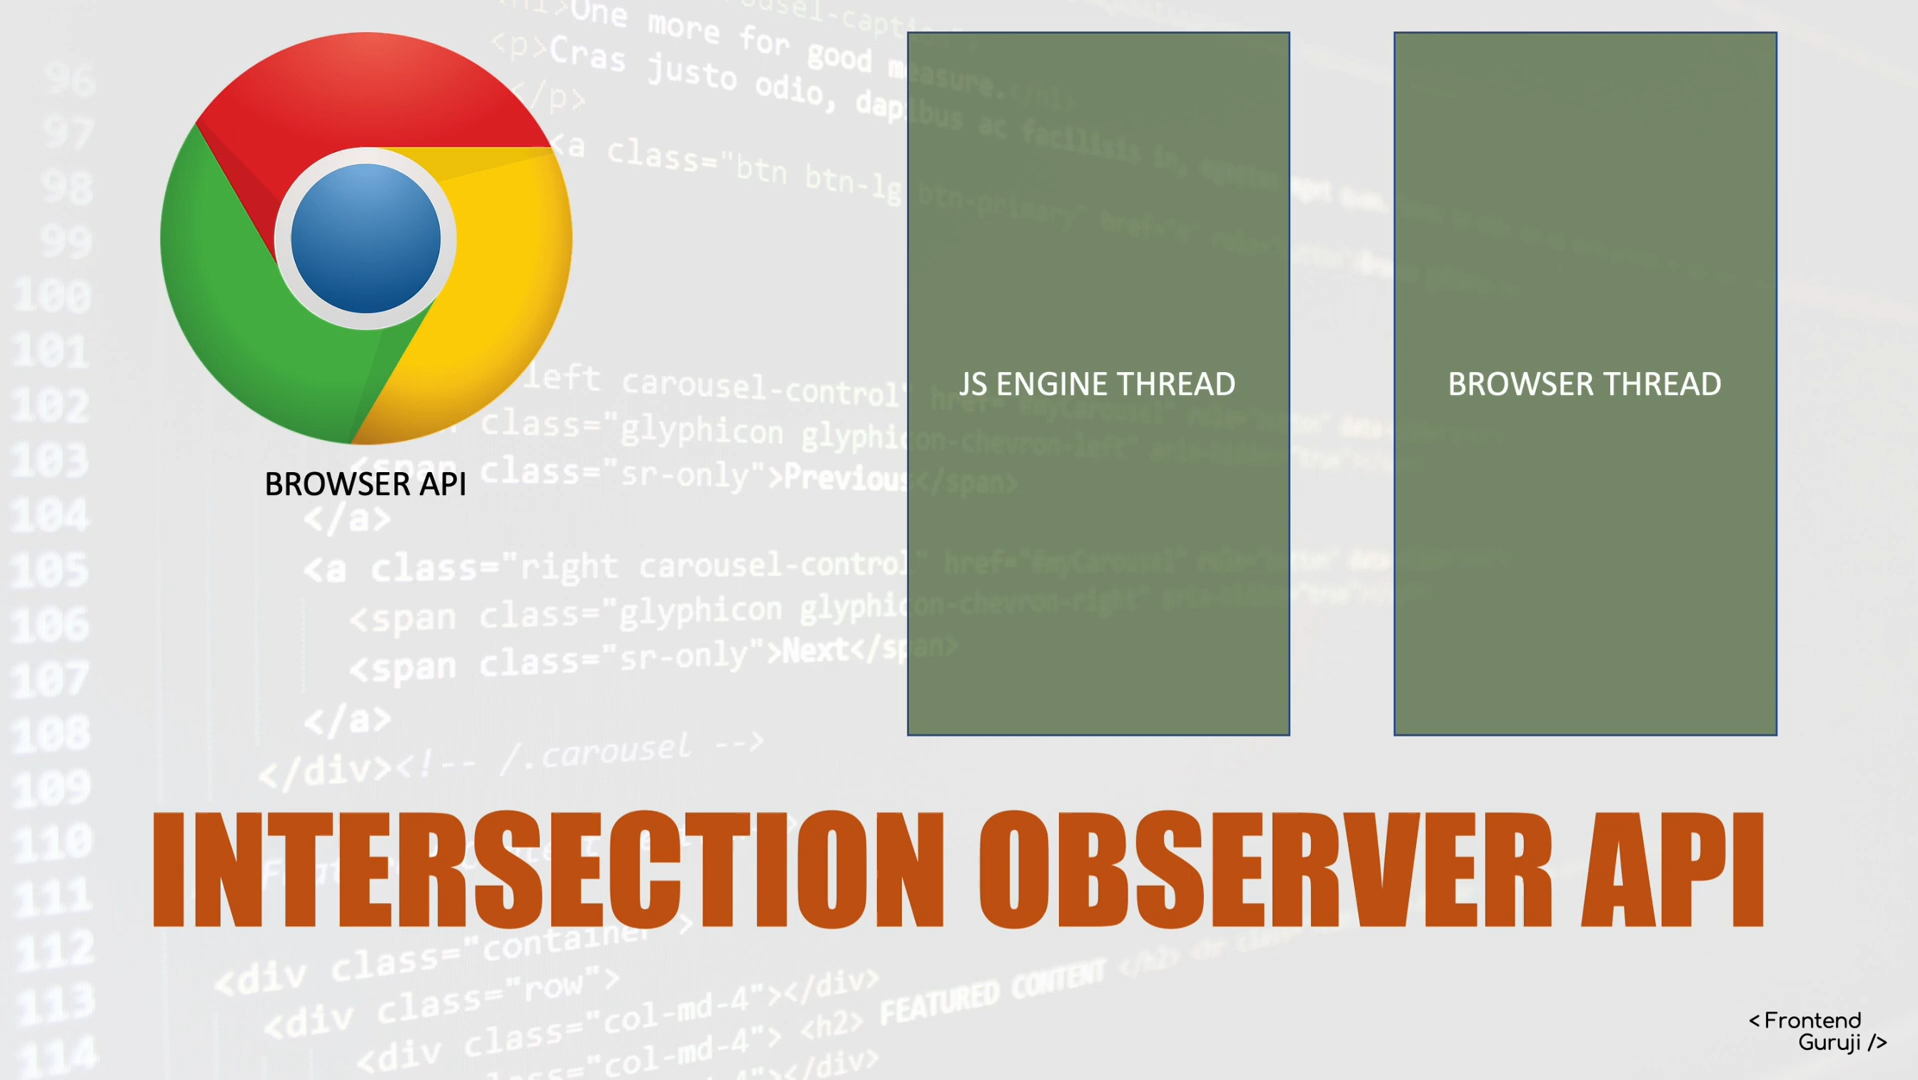 One more for good measure.</h1>
<p>Cras justo odio, dapibus ac facilisis in,
</p>
<a class="btn btn-lg btn-primary"
96
97
98
99
100
101
102
103
104
105
106
107
108
109
110
111
112
113
114
left carousel-control"
class="glyphicon glyphicon-chevron-left"
<span class="sr-only">Previous</span>
</a>
<a class="right carousel-control" href="#myCarousel"
<span class="glyphicon glyphicon-chevron-right"
<span class="sr-only">Next</span>
</a>
</div><!-- /.carousel -->
<div class="container">
<div class="row">
<div class="col-md-4"></div>
class="col-md-4"> <h2> FEATURED CONTENT </h2>
</div>
BROWSER API
JS ENGINE THREAD
BROWSER THREAD
INTERSECTION OBSERVER API
<Frontend
Guruji />